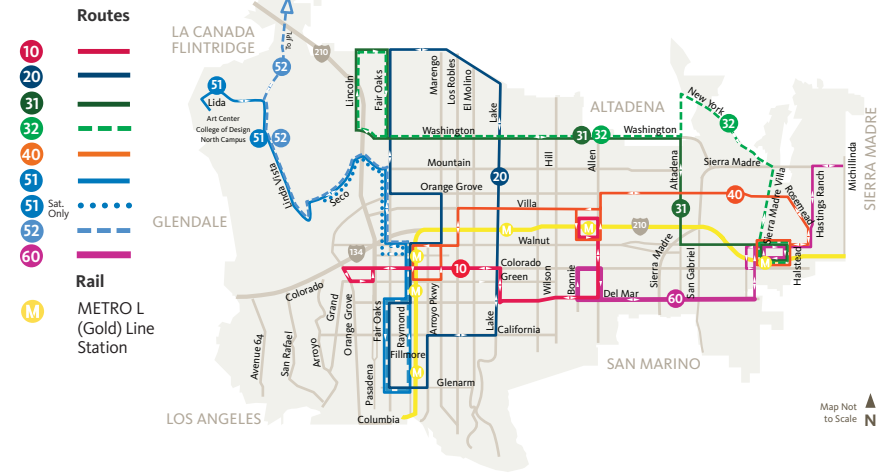 Routes
10
20
31
32
40
51
51 Sat. Only
52
60
Rail
M METRO L
(Gold) Line
Station
LA CANADA
FLINTRIDGE
To JPL
210
52
51
Lida
Art Center
College of Design
North Campus
51
52
Linda Vista
Seco
GLENDALE
134
Lincoln
Fair Oaks
Marengo
Los Robles
El Molino
Lake
ALTADENA
Washington
31
32
Washington
New York
32
Mountain
Hill
Allen
Altadena
Sierra Madre
Orange Grove
20
Villa
31
40
Sierra Madre Villa
Rosemead
Hastings Ranch
Michillinda
SIERRA MADRE
M
M
210
Walnut
M
Colorado
10
Green
M
Wilson
Bonnie
Del Mar
60
Sierra Madre
San Gabriel
M
Halstead
Colorado
Grand
Orange Grove
Fair Oaks
Raymond
Arroyo Pkwy
Lake
California
Avenue 64
San Rafael
Arroyo
Fillmore
M
Pasadena
Glenarm
SAN MARINO
LOS ANGELES
Columbia
Map Not
to Scale
N